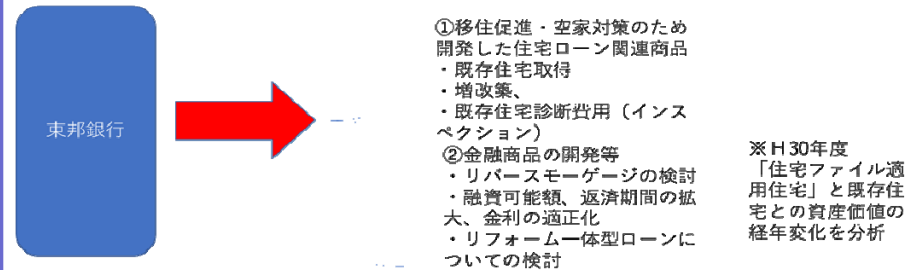 東邦銀行
①移住促進・空家対策のため
開発した住宅ローン関連商品
・既存住宅取得
・増改築、
・既存住宅診断費用（インス
ペクション）
②金融商品の開発等
・リバースモーゲージの検討
・融資可能額、返済期間の拡
大、金利の適正化
・リフォーム一体型ローンに
ついての検討
※Ｈ30年度
「住宅ファイル適
用住宅」と既存住
宅との資産価値の
経年変化を分析